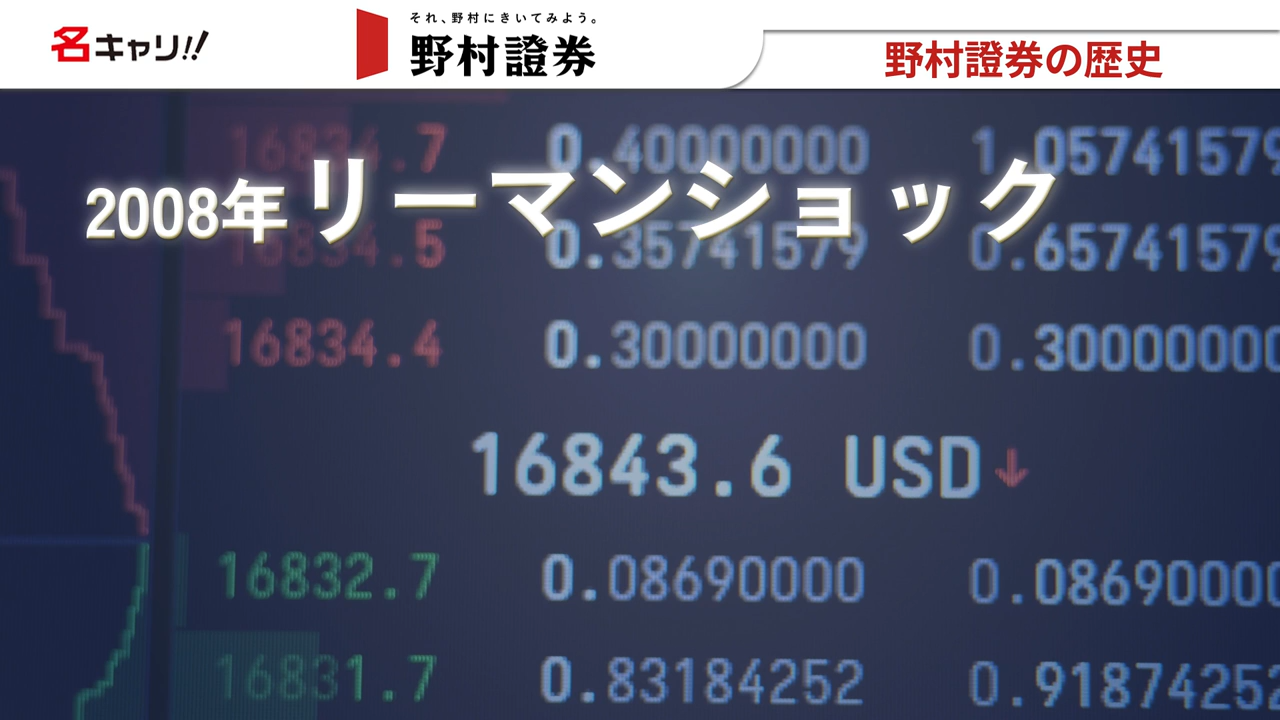 名キャリ!!
それ、野村にきいてみよう。
野村證券
野村證券の歴史
2008年 リーマンショック
16834.7 0.40000000 1.05741579
16834.5 0.35741579 0.65741579
16834.4 0.30000000 0.30000000
16843.6 USD↓
16832.7 0.08690000 0.08690000
16831.7 0.83184252 0.91874252